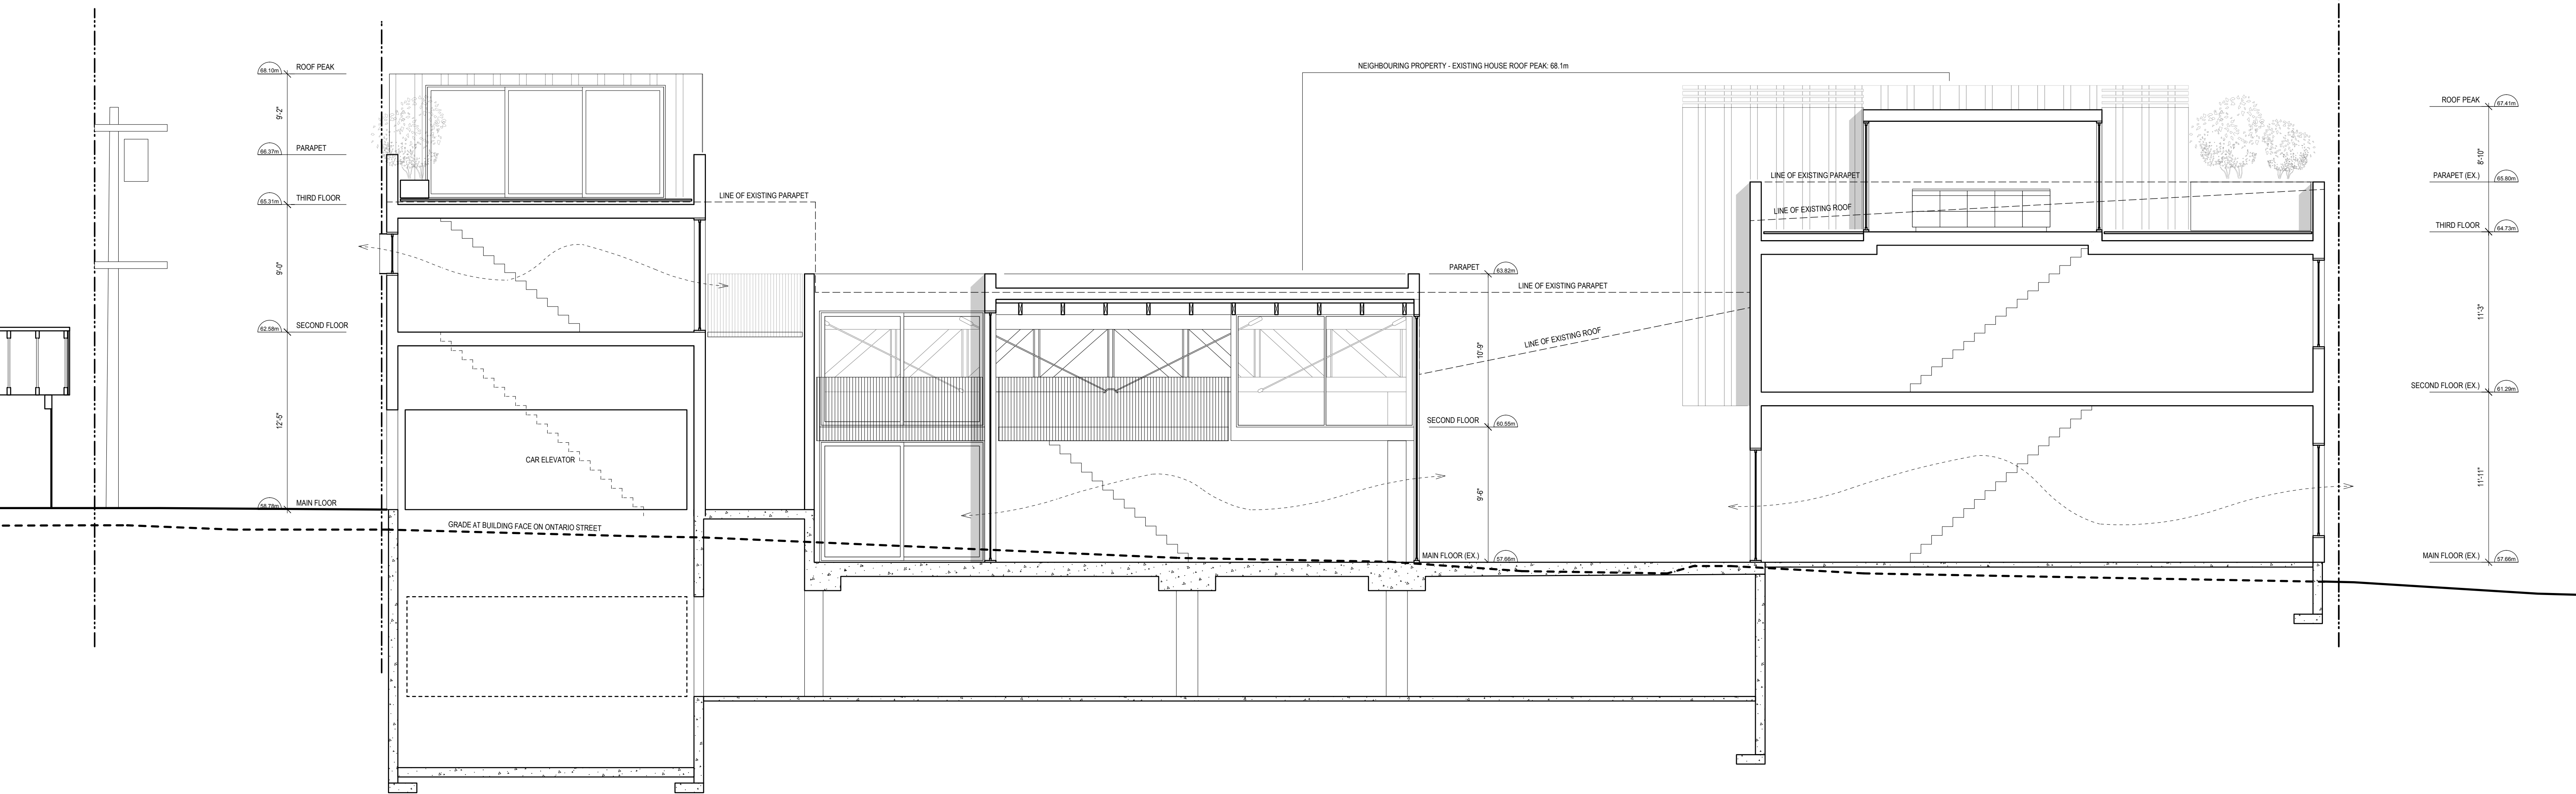 NEIGHBOURING PROPERTY - EXISTING HOUSE ROOF PEAK: 68.1m
68.10m ROOF PEAK
9'-2"
66.37m PARAPET
65.31m THIRD FLOOR
9'-0"
62.58m SECOND FLOOR
12'-5"
58.78m MAIN FLOOR
CAR ELEVATOR
GRADE AT BUILDING FACE ON ONTARIO STREET
LINE OF EXISTING PARAPET
PARAPET 63.82m
LINE OF EXISTING PARAPET
LINE OF EXISTING ROOF
10'-9"
SECOND FLOOR 60.55m
9'-6"
MAIN FLOOR (EX.) 57.66m
LINE OF EXISTING PARAPET
LINE OF EXISTING ROOF
ROOF PEAK 67.41m
8'-10"
PARAPET (EX.) 65.80m
THIRD FLOOR 64.73m
11'-3"
SECOND FLOOR (EX.) 61.29m
11'-11"
MAIN FLOOR (EX.) 57.66m